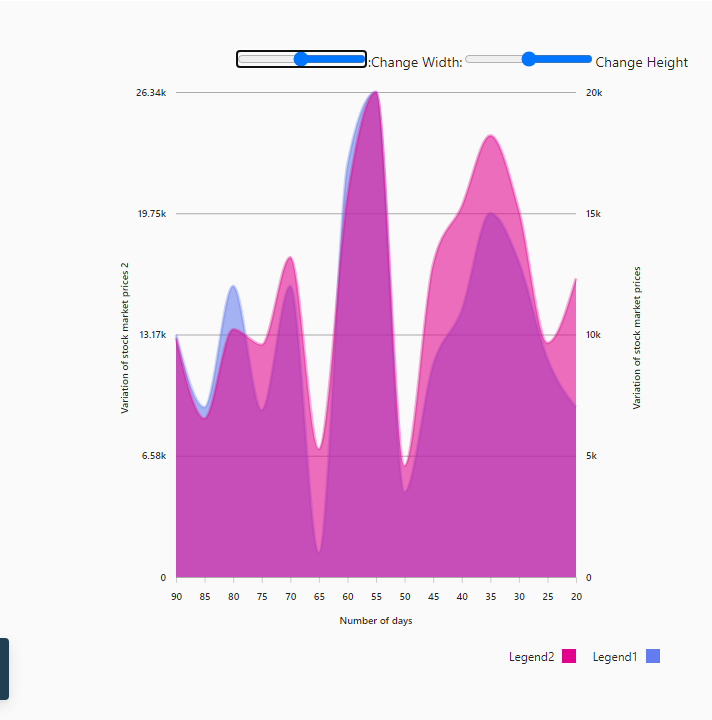 :Change Width: Change Height
26.34k
19.75k
13.17k
6.58k
0
Variation of stock market prices 2
20k
15k
10k
5k
0
Variation of stock market prices
90 85 80 75 70 65 60 55 50 45 40 35 30 25 20
Number of days
Legend2 Legend1